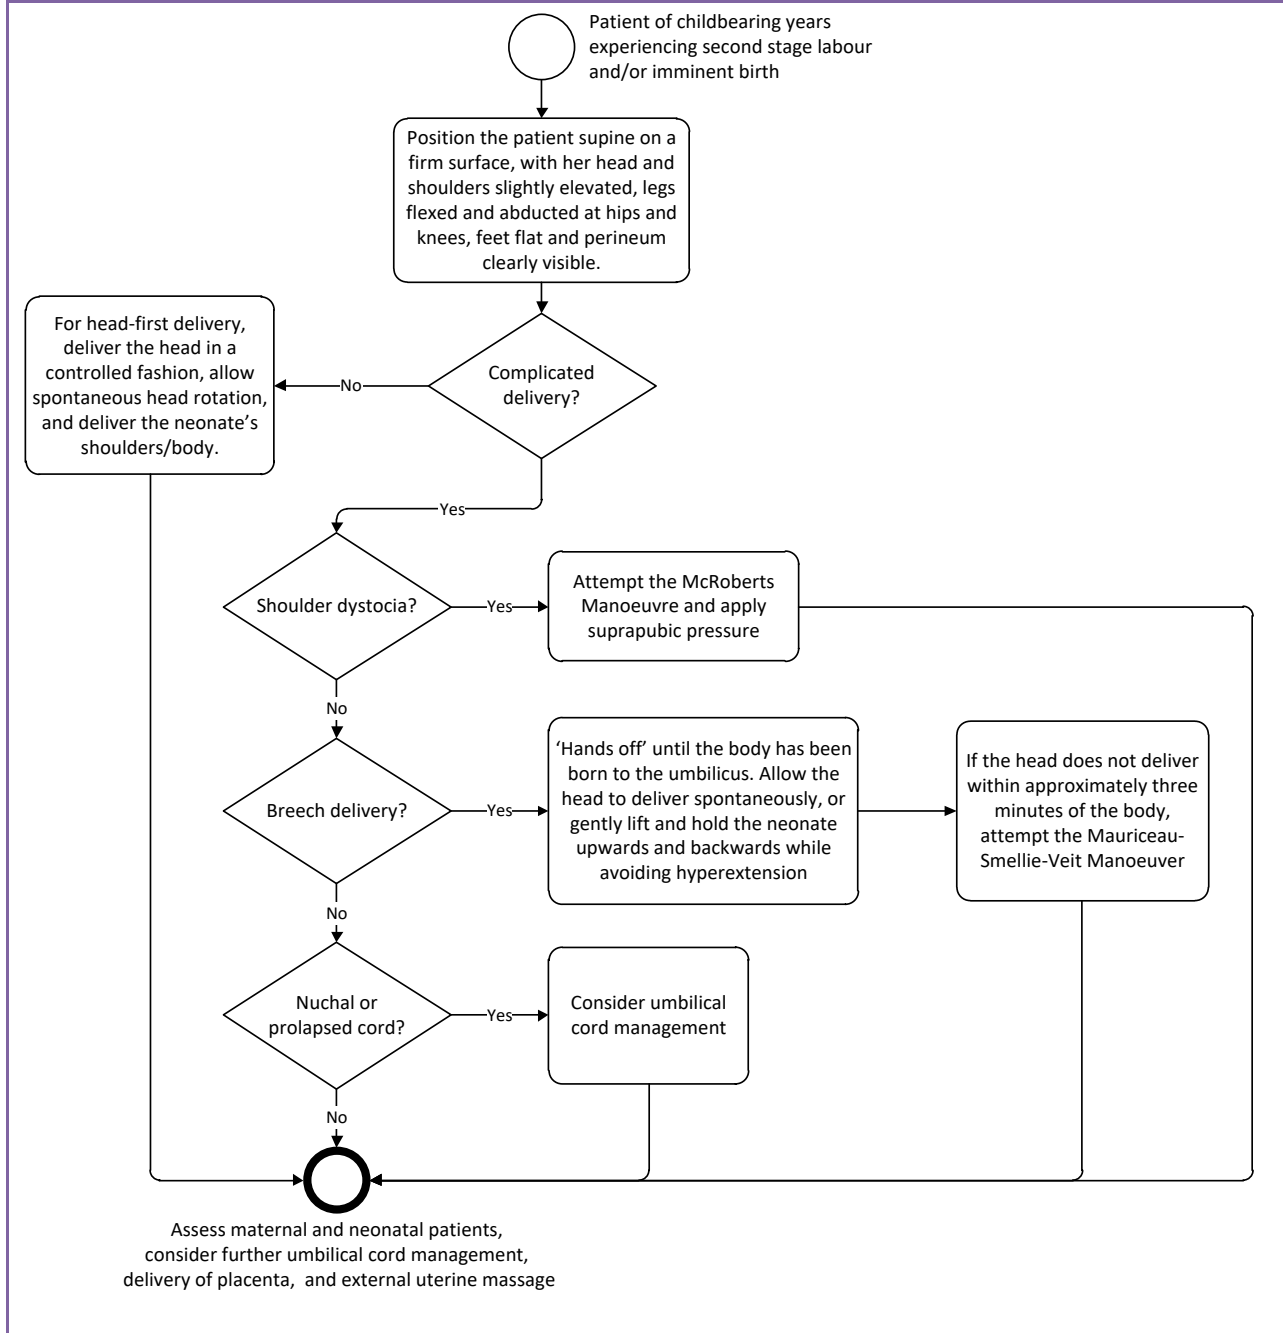 Patient of childbearing years
experiencing second stage labour
and/or imminent birth
Position the patient supine on a
firm surface, with her head and
shoulders slightly elevated, legs
flexed and abducted at hips and
knees, feet flat and perineum
clearly visible.
Complicated
delivery?
No
For head-first delivery,
deliver the head in a
controlled fashion, allow
spontaneous head rotation,
and deliver the neonate’s
shoulders/body.
Yes
Shoulder dystocia?
Yes
Attempt the McRoberts
Manoeuvre and apply
suprapubic pressure
No
Breech delivery?
Yes
‘Hands off’ until the body has been
born to the umbilicus. Allow the
head to deliver spontaneously, or
gently lift and hold the neonate
upwards and backwards while
avoiding hyperextension
If the head does not deliver
within approximately three
minutes of the body,
attempt the Mauriceau-
Smellie-Veit Manoeuver
No
Nuchal or
prolapsed cord?
Yes
Consider umbilical
cord management
No
Assess maternal and neonatal patients,
consider further umbilical cord management,
delivery of placenta,  and external uterine massage